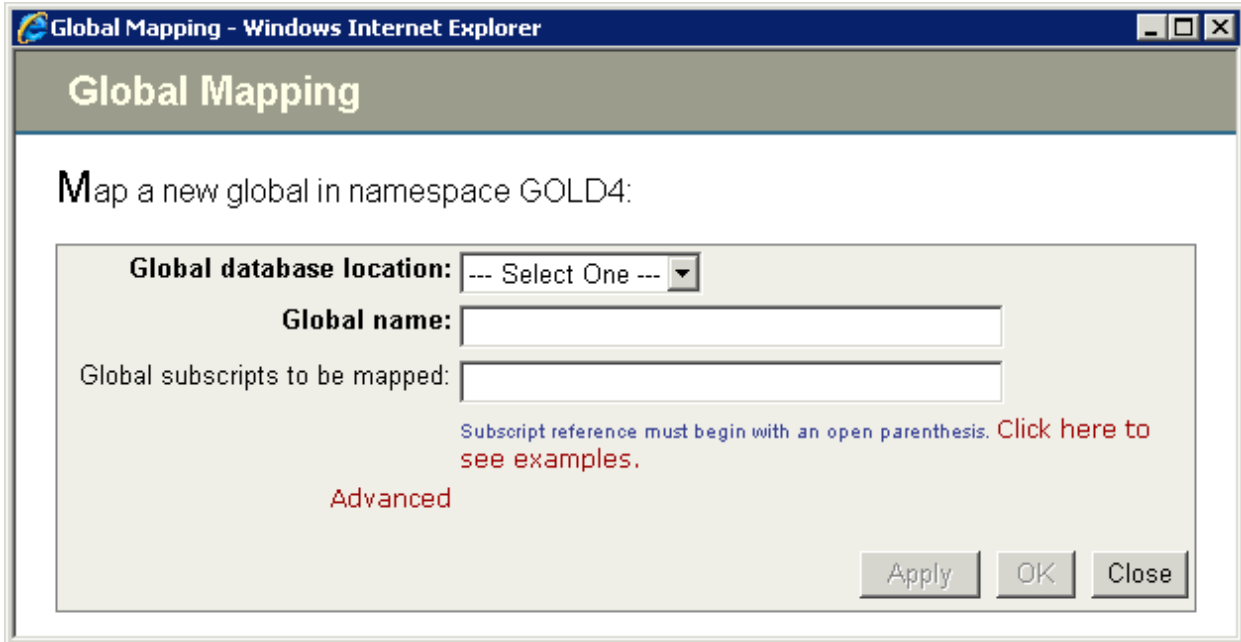 Global Mapping - Windows Internet Explorer
Global Mapping
Map a new global in namespace GOLD4:
Global database location: --- Select One ---
Global name:
Global subscripts to be mapped:
Subscript reference must begin with an open parenthesis. Click here to
see examples.
Advanced
Apply OK Close